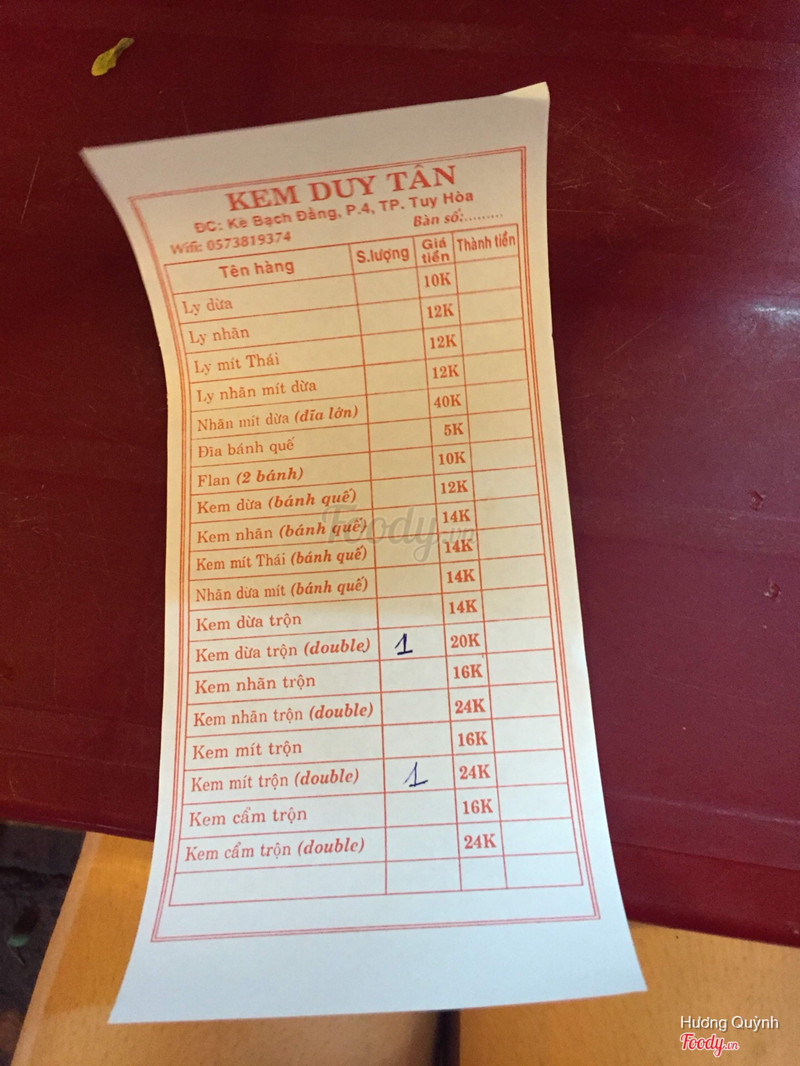 KEM DUY TÂN
ĐC: Kè Bạch Đằng, P.4, TP. Tuy Hòa
Wifi: 0573819374 Bàn số:.........
Tên hàng S.lượng Giá tiền Thành tiền
Ly dừa 10K
Ly nhãn 12K
Ly mít Thái 12K
Ly nhãn mít dừa 12K
Nhãn mít dừa (đĩa lớn) 40K
Đĩa bánh quế 5K
Flan (2 bánh) 10K
Kem dừa (bánh quế) 12K
Kem nhãn (bánh quế) 14K
Kem mít Thái (bánh quế) 14K
Nhãn dừa mít (bánh quế) 14K
Kem dừa trộn 14K
Kem dừa trộn (double) 1 20K
Kem nhãn trộn 16K
Kem nhãn trộn (double) 24K
Kem mít trộn 16K
Kem mít trộn (double) 1 24K
Kem cẩm trộn 16K
Kem cẩm trộn (double) 24K
Foody.vn
Hương Quỳnh
Foody.vn